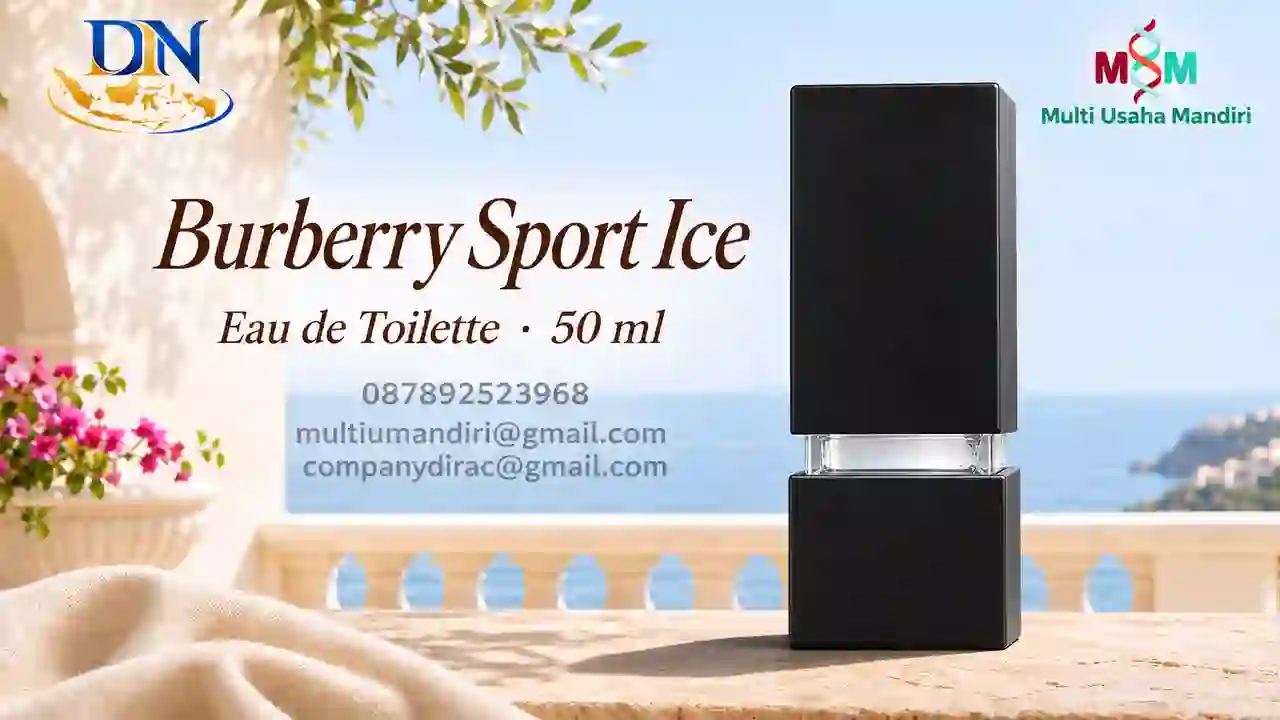 DN
MSM
Multi Usaha Mandiri
Burberry Sport Ice
Eau de Toilette · 50 ml
087892523968
multiumandiri@gmail.com
companydirac@gmail.com